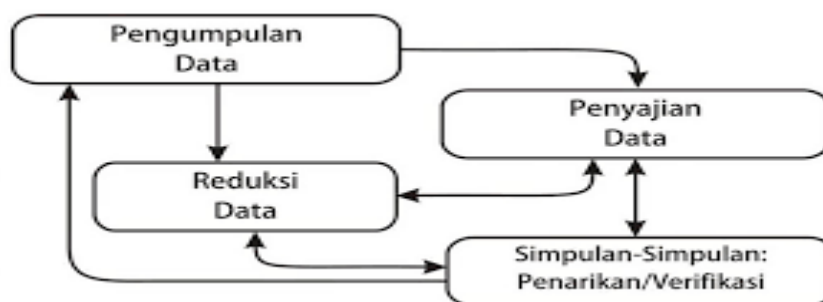 Pengumpulan
Data
Penyajian
Data
Reduksi
Data
Simpulan-Simpulan:
Penarikan/Verifikasi